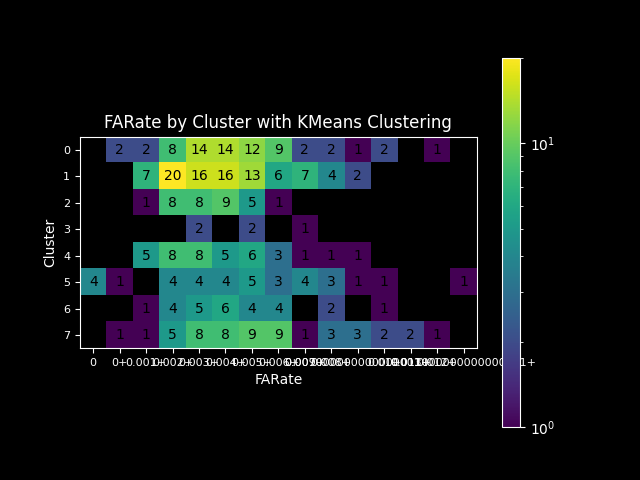 FARate by Cluster with KMeans Clustering
0 2 2 8 14 14 12 9 2 2 1 2 1
1 7 20 16 16 13 6 7 4 2
2 1 8 8 9 5 1
3 2 2 1
4 5 8 8 5 6 3 1 1 1
5 4 1 4 4 4 5 3 4 3 1 1 1
6 1 4 5 6 4 4 2 1
7 1 1 5 8 8 9 9 1 3 3 2 2 1
Cluster
0
FARate
10^1
10^0